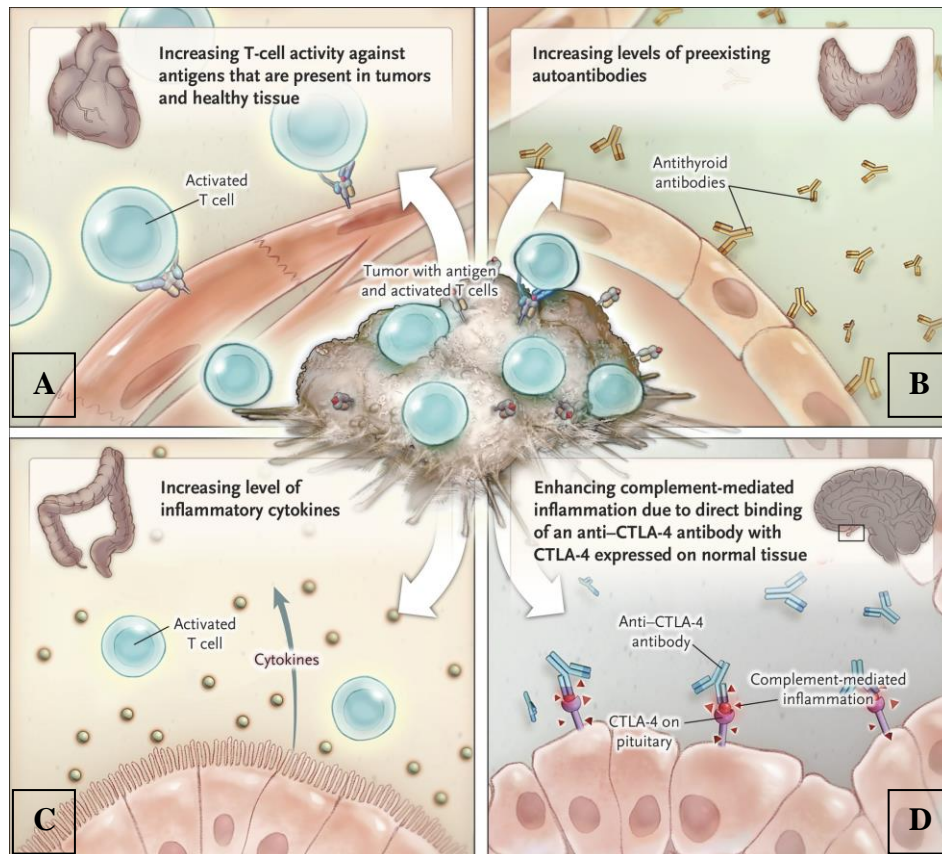 Increasing T-cell activity against
antigens that are present in tumors
and healthy tissue
Activated
T cell
A
Increasing levels of preexisting
autoantibodies
Antithyroid
antibodies
B
Tumor with antigen
and activated T cells
Increasing level of
inflammatory cytokines
Activated
T cell
Cytokines
C
Enhancing complement-mediated
inflammation due to direct binding
of an anti–CTLA-4 antibody with
CTLA-4 expressed on normal tissue
Anti–CTLA-4
antibody
Complement-mediated
inflammation
CTLA-4 on
pituitary
D